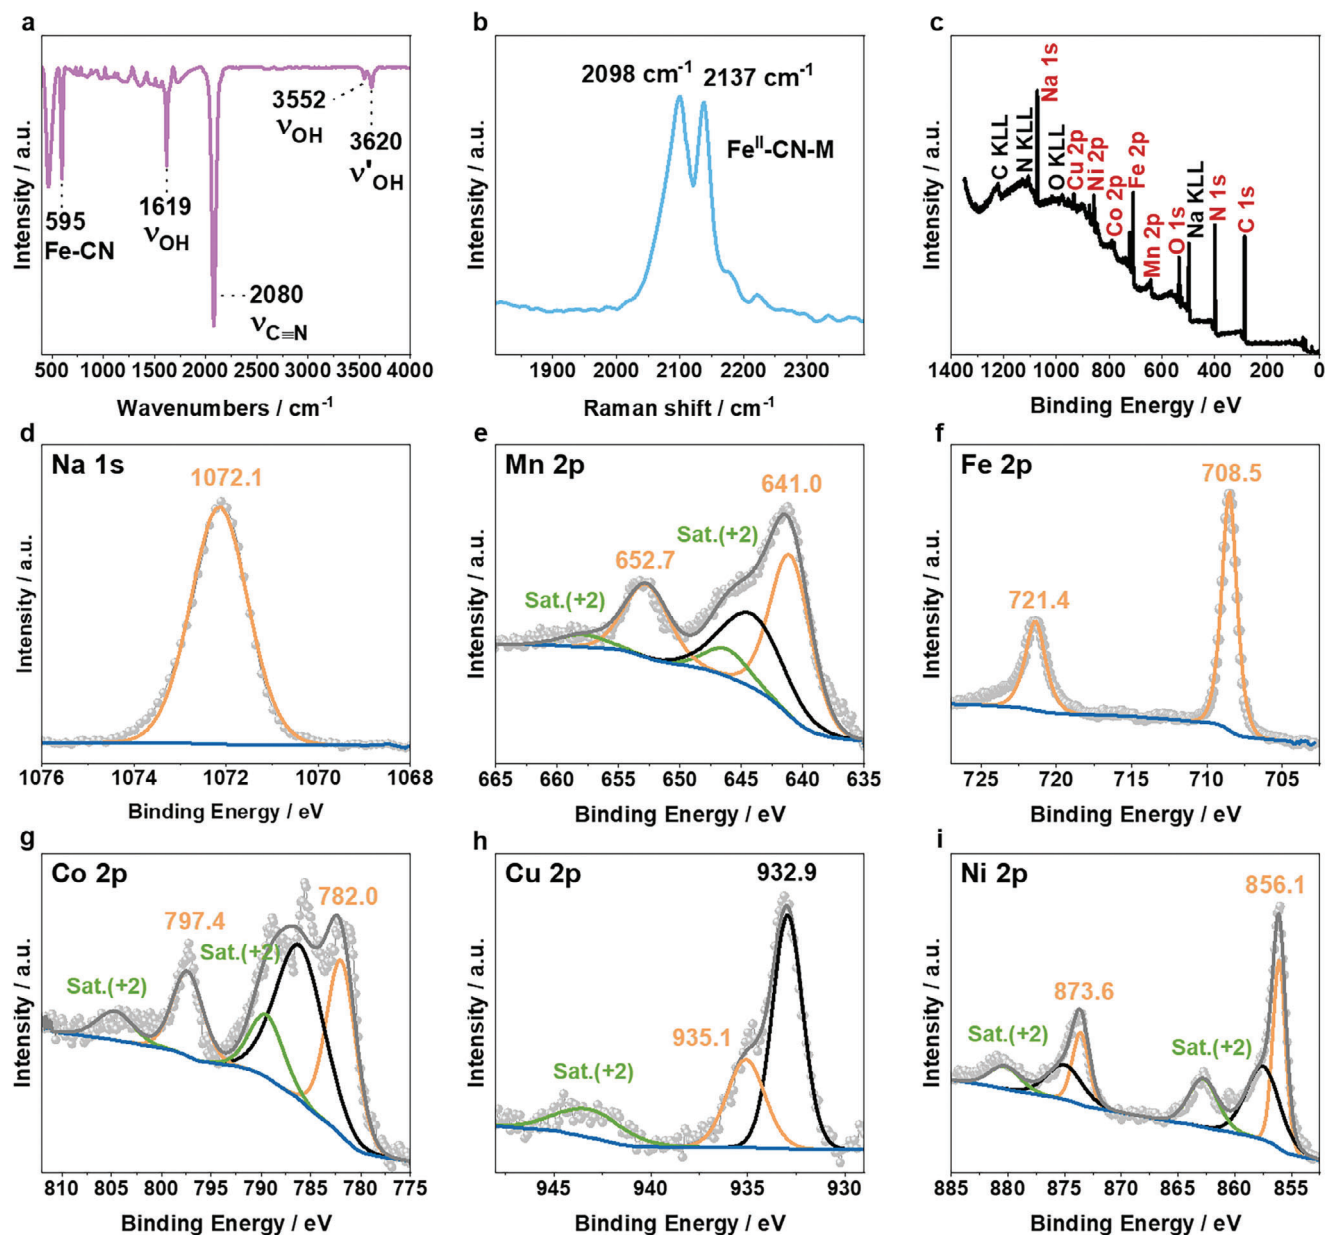 a
Intensity / a.u.
595
Fe-CN
1619
νOH
2080
νC≡N
3552
νOH
3620
ν'OH
500 1000 1500 2000 2500 3000 3500 4000
Wavenumbers / cm-1
b
Intensity / a.u.
2098 cm-1
2137 cm-1
FeII-CN-M
1900 2000 2100 2200 2300
Raman shift / cm-1
c
Intensity / a.u.
C KLL
N KLL
Na 1s
O KLL
Cu 2p
Ni 2p
Co 2p
Fe 2p
Mn 2p
O 1s
Na KLL
N 1s
C 1s
1400 1200 1000 800 600 400 200 0
Binding Energy / eV
d
Na 1s
1072.1
Intensity / a.u.
1076 1074 1072 1070 1068
Binding Energy / eV
e
Mn 2p
641.0
Sat.(+2)
652.7
Sat.(+2)
Intensity / a.u.
665 660 655 650 645 640 635
Binding Energy / eV
f
Fe 2p
708.5
721.4
Intensity / a.u.
725 720 715 710 705
Binding Energy / eV
g
Co 2p
782.0
797.4
Sat.(+2)
Sat.(+2)
Intensity / a.u.
810 805 800 795 790 785 780 775
Binding Energy / eV
h
Cu 2p
932.9
935.1
Sat.(+2)
Intensity / a.u.
945 940 935 930
Binding Energy / eV
i
Ni 2p
856.1
873.6
Sat.(+2)
Sat.(+2)
Intensity / a.u.
885 880 875 870 865 860 855
Binding Energy / eV